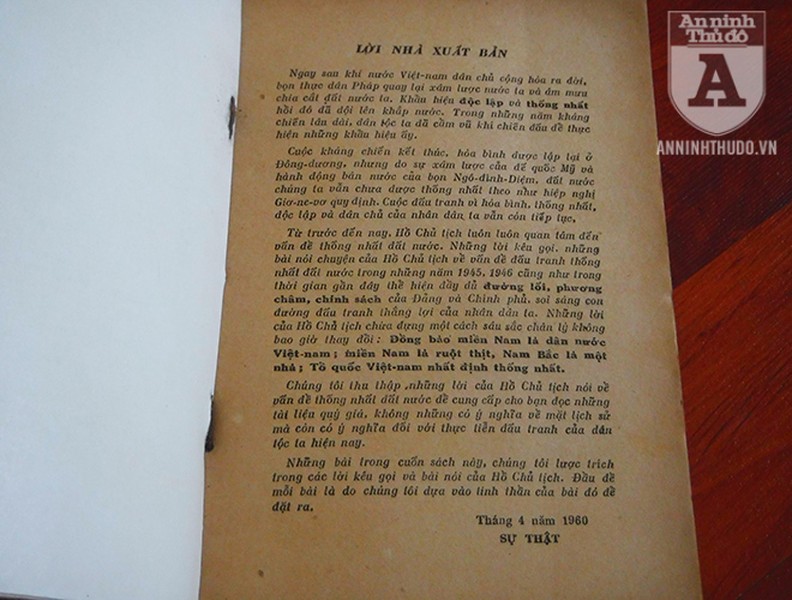 LỜI NHÀ XUẤT BẢN
Ngay sau khi nước Việt-nam dân chủ cộng hòa ra đời,
bọn thực dân Pháp quay lại xâm lược nước ta và âm mưu
chia cắt đất nước ta. Khẩu hiệu độc lập và thống nhất
hồi đó đã dội lên khắp nước. Trong những năm kháng
chiến lâu dài, dân tộc ta đã cầm vũ khí chiến đấu để thực
hiện những khẩu hiệu ấy.
Cuộc kháng chiến kết thúc, hòa bình được lập lại ở
Đông-dương, nhưng do sự xâm lược của đế quốc Mỹ và
hành động bán nước của bọn Ngô-đình-Diệm, đất nước
chúng ta vẫn chưa được thống nhất theo như hiệp nghị
Giơ-ne-vơ quy định. Cuộc đấu tranh vì hòa bình, thống nhất,
độc lập và dân chủ của nhân dân ta vẫn còn tiếp tục.
Từ trước đến nay, Hồ Chủ tịch luôn luôn quan tâm đến
vấn đề thống nhất đất nước. Những lời kêu gọi, những
bài nói chuyện của Hồ Chủ tịch về vấn đề đấu tranh thống
nhất đất nước trong những năm 1945, 1946 cũng như trong
thời gian gần đây thể hiện đầy đủ đường lối, phương
châm, chính sách của Đảng và Chính phủ, soi sáng con
đường đấu tranh thắng lợi của nhân dân ta. Những lời
của Hồ Chủ tịch chứa đựng một cách sâu sắc chân lý không
bao giờ thay đổi : Đồng bào miền Nam là dân nước
Việt-nam ; miền Nam là ruột thịt, Nam Bắc là một
nhà ; Tổ quốc Việt-nam nhất định thống nhất.
Chúng tôi thu thập những lời của Hồ Chủ tịch nói về
vấn đề thống nhất đất nước để cung cấp cho bạn đọc những
tài liệu quý giá, không những có ý nghĩa về mặt lịch sử
mà còn có ý nghĩa đối với thực tiễn đấu tranh của dân
tộc ta hiện nay.
Những bài trong cuốn sách này, chúng tôi lược trích
trong các lời kêu gọi và bài nói của Hồ Chủ tịch. Đầu đề
mỗi bài là do chúng tôi dựa vào tinh thần của bài đó để
đặt ra.
Tháng 4 năm 1960
SỰ THẬT
An ninh
Thủ đô
A
ANNINHTHUDO.VN